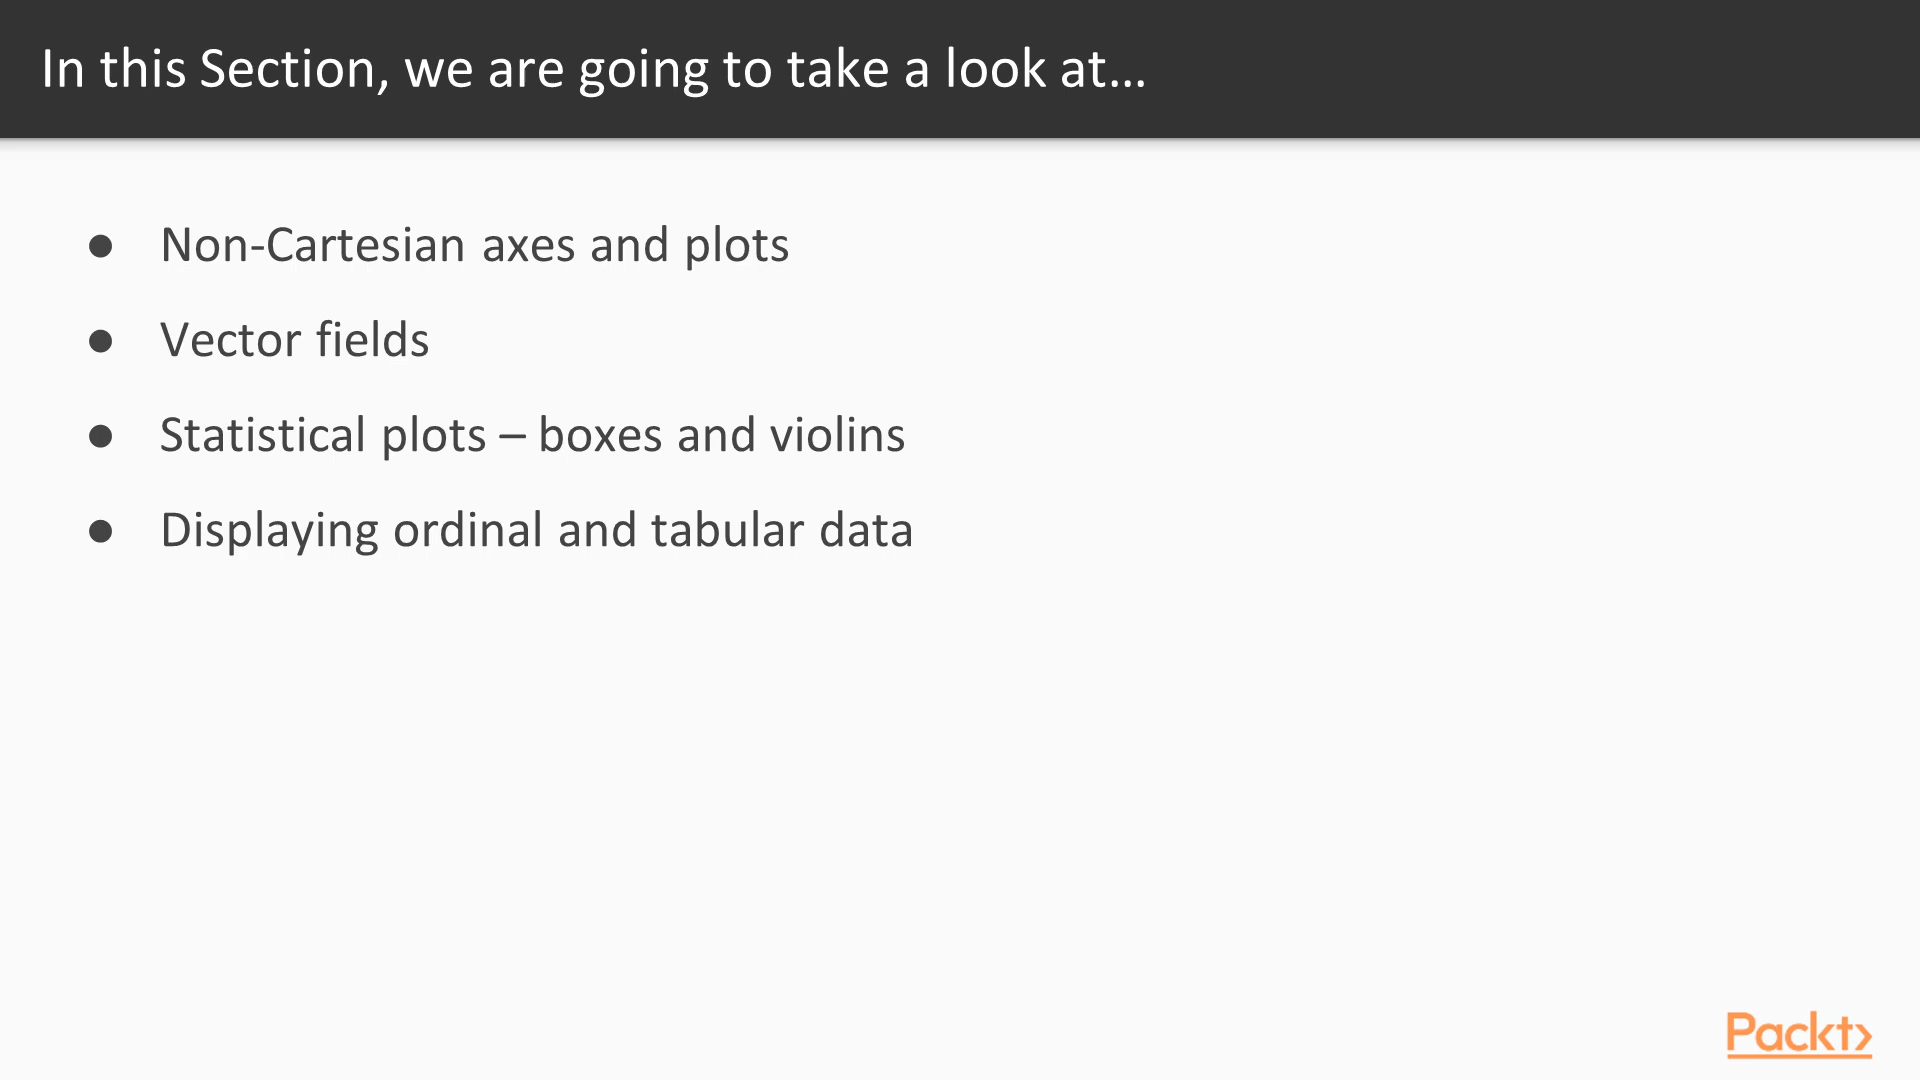 In this Section, we are going to take a look at...
● Non-Cartesian axes and plots
● Vector fields
● Statistical plots – boxes and violins
● Displaying ordinal and tabular data
Packt>